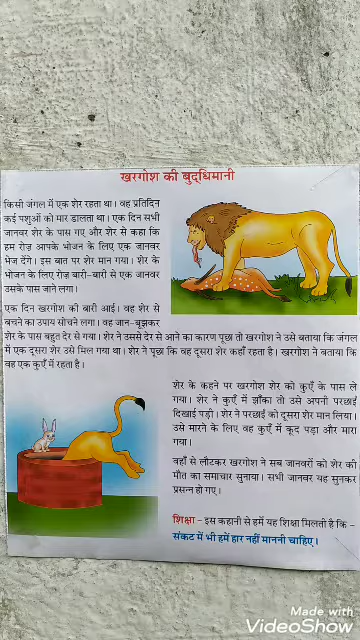 खरगोश की बुद्धिमानी
किसी जंगल में एक शेर रहता था। वह प्रतिदिन
कई पशुओं को मार डालता था। एक दिन सभी
जानवर शेर के पास गए और शेर से कहा कि
हम रोज़ आपके भोजन के लिए एक जानवर
भेज देंगे। इस बात पर शेर मान गया। शेर के
भोजन के लिए रोज़ बारी-बारी से एक जानवर
उसके पास जाने लगा।
एक दिन खरगोश की बारी आई। वह शेर से
बचने का उपाय सोचने लगा। वह जान-बूझकर
शेर के पास बहुत देर से गया। शेर ने उससे देर से आने का कारण पूछा तो खरगोश ने उसे बताया कि जंगल
में एक दूसरा शेर उसे मिल गया था। शेर ने पूछा कि वह दूसरा शेर कहाँ रहता है। खरगोश ने बताया कि
वह एक कुएँ में रहता है।
शेर के कहने पर खरगोश शेर को कुएँ के पास ले
गया। शेर ने कुएँ में झाँका तो उसे अपनी परछाई
दिखाई पड़ी। शेर ने परछाई को दूसरा शेर मान लिया।
उसे मारने के लिए वह कुएँ में कूद पड़ा और मारा
गया।
वहाँ से लौटकर खरगोश ने सब जानवरों को शेर की
मौत का समाचार सुनाया। सभी जानवर यह सुनकर
प्रसन्न हो गए।
शिक्षा – इस कहानी से हमें यह शिक्षा मिलती है कि –
संकट में भी हमें हार नहीं माननी चाहिए।
Made with
VideoShow